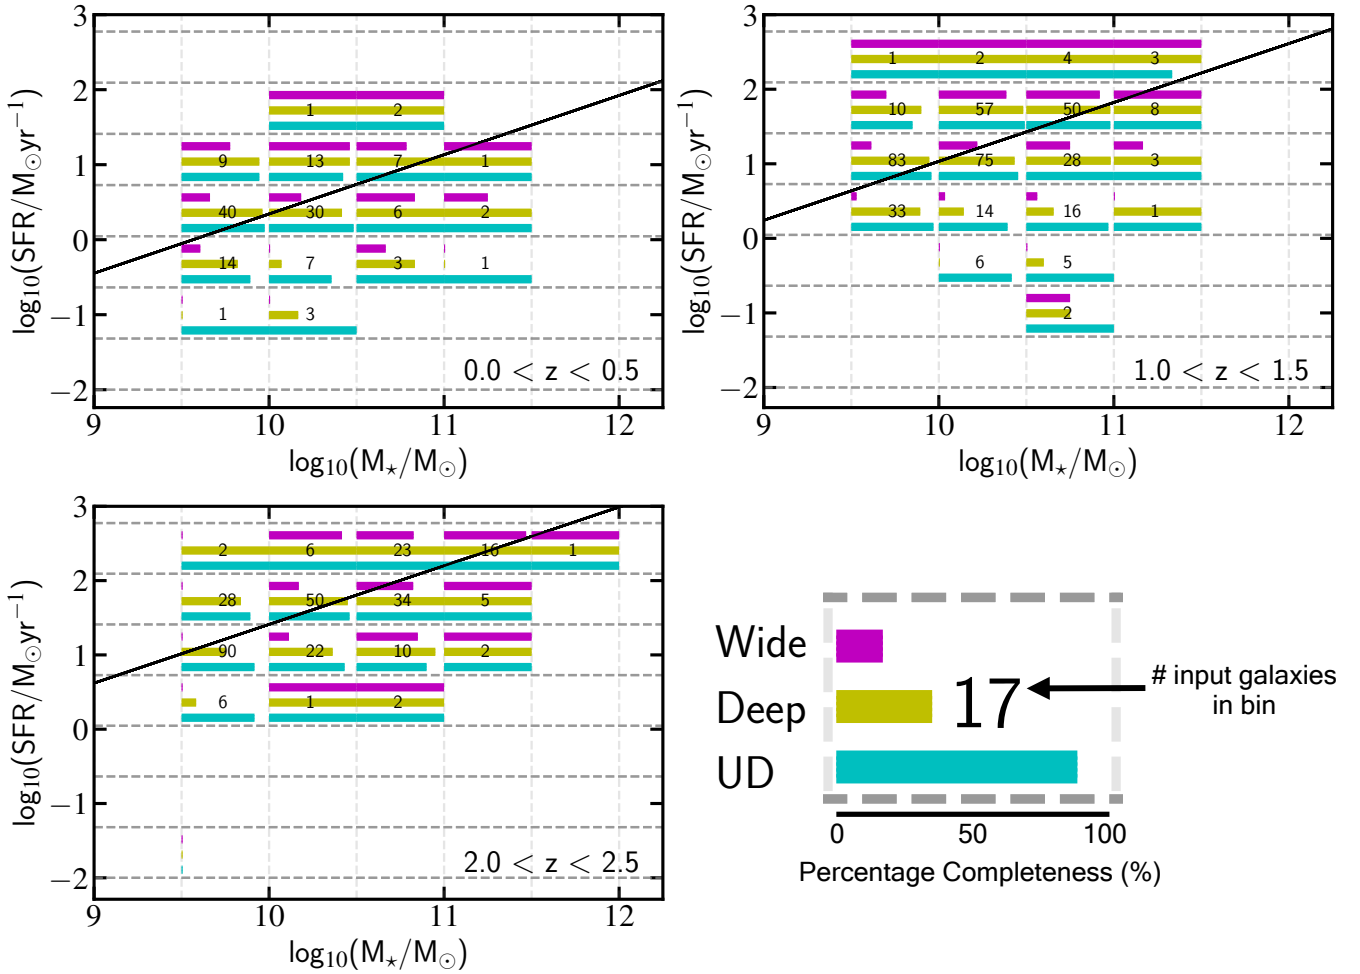 3
2
1
0
−1
−2
log₁₀(SFR/M⊙yr⁻¹)
1 2
9 13 7 1
40 30 6 2
14 7 3 1
1 3
0.0 < z < 0.5
9 10 11 12
log₁₀(M⋆/M⊙)
3
2
1
0
−1
−2
log₁₀(SFR/M⊙yr⁻¹)
1 2 4 3
10 57 50 8
83 75 28 3
33 14 16 1
6 5
2
1.0 < z < 1.5
9 10 11 12
log₁₀(M⋆/M⊙)
3
2
1
0
−1
−2
log₁₀(SFR/M⊙yr⁻¹)
2 6 23 16 1
28 50 34 5
90 22 10 2
6 1 2
2.0 < z < 2.5
9 10 11 12
log₁₀(M⋆/M⊙)
Wide
Deep
UD
17
# input galaxies
in bin
0 50 100
Percentage Completeness (%)